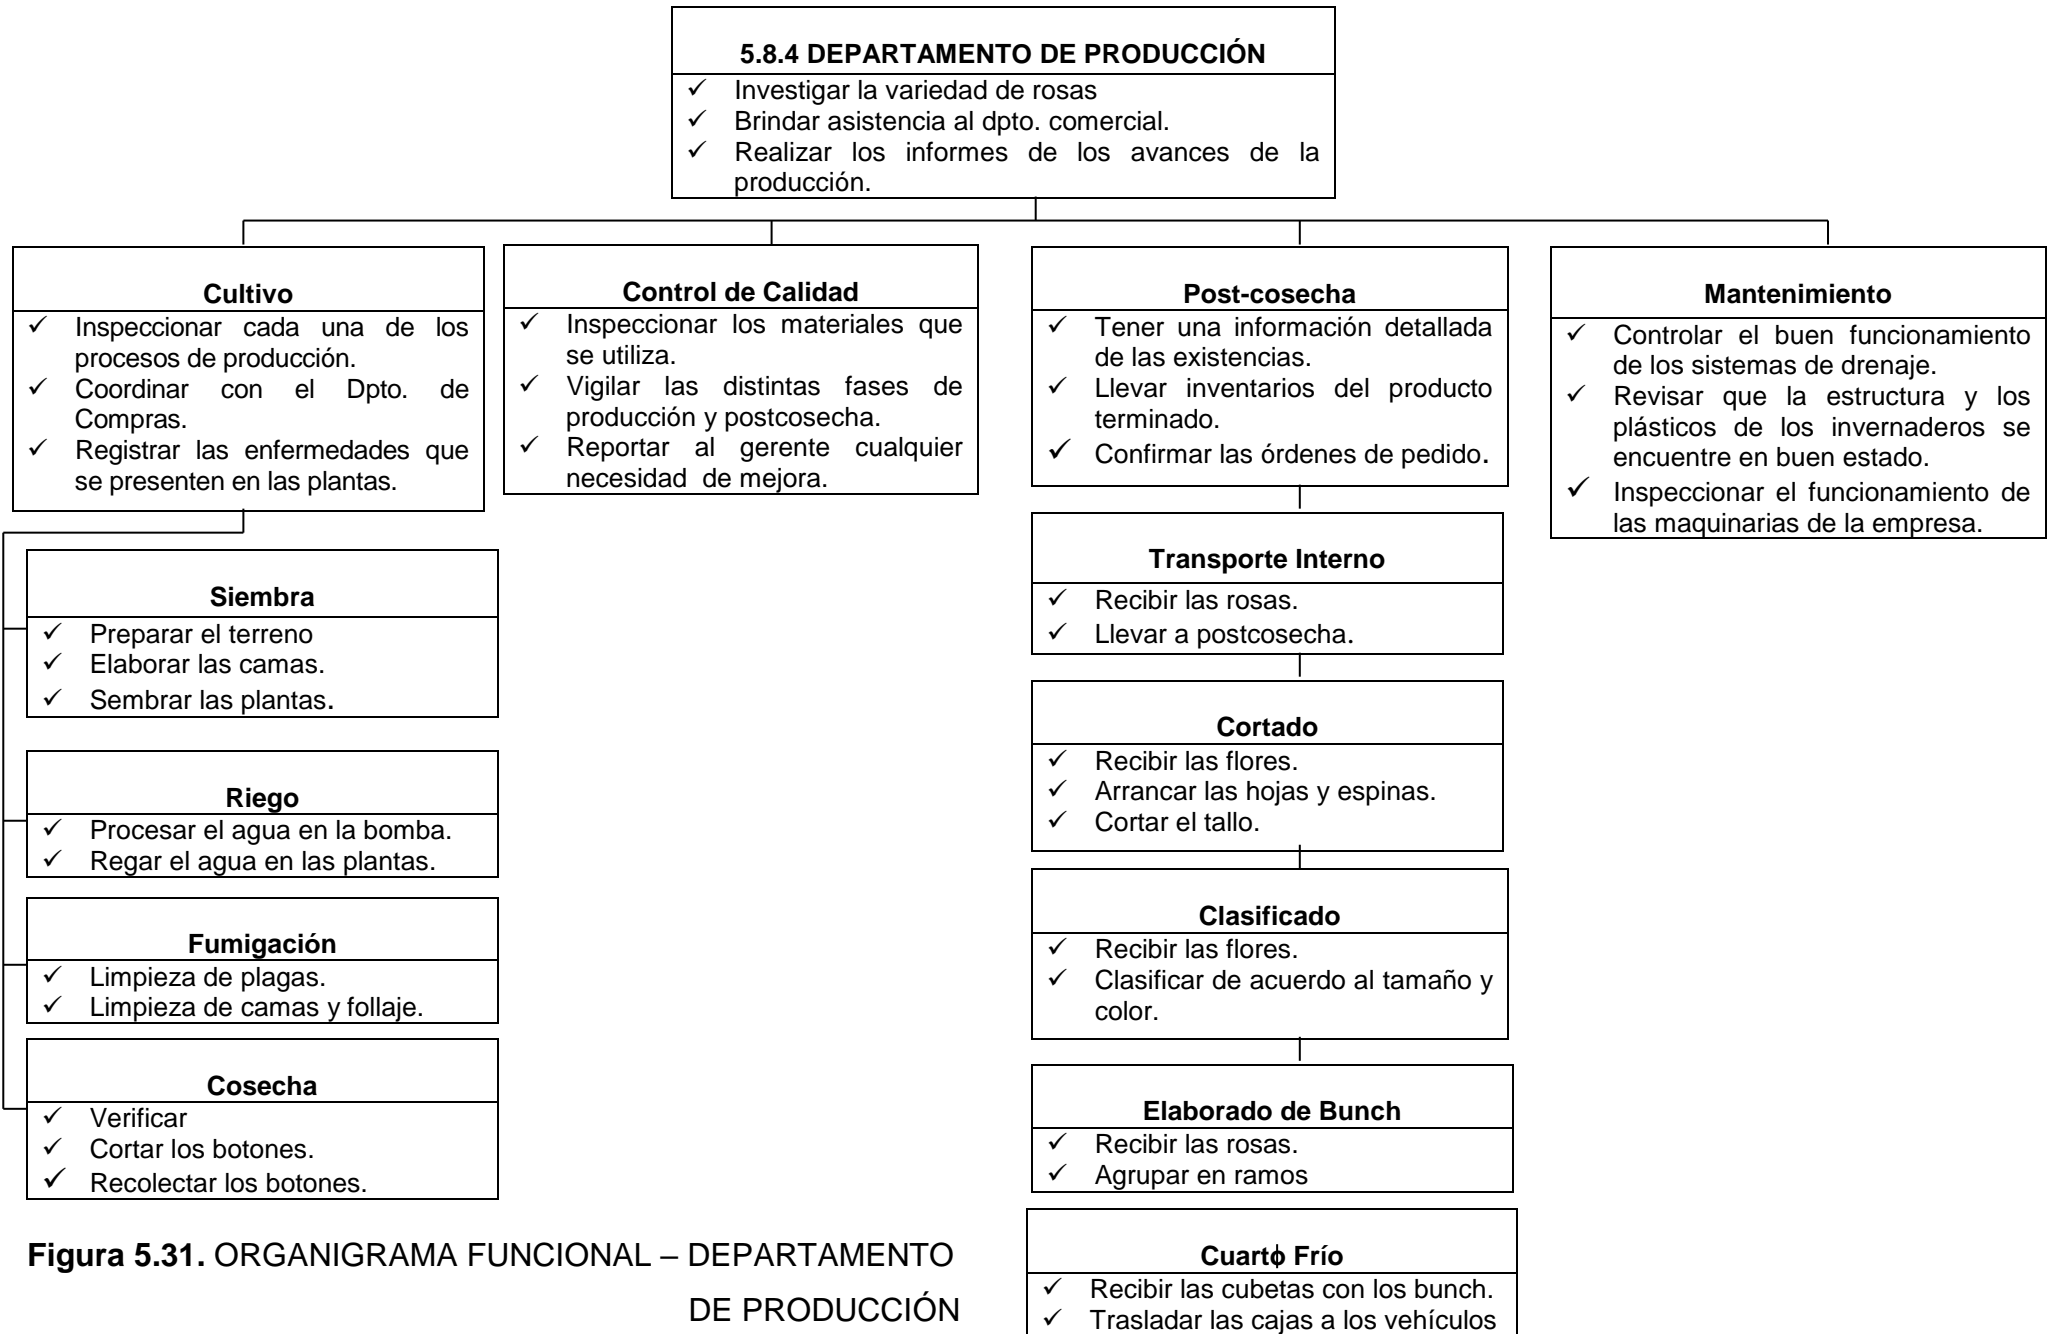 5.8.4 DEPARTAMENTO DE PRODUCCIÓN
✓ Investigar la variedad de rosas
✓ Brindar asistencia al dpto. comercial.
✓ Realizar los informes de los avances de la
producción.
Cultivo
✓ Inspeccionar cada una de los
procesos de producción.
✓ Coordinar con el Dpto. de
Compras.
✓ Registrar las enfermedades que
se presenten en las plantas.
Siembra
✓ Preparar el terreno
✓ Elaborar las camas.
✓ Sembrar las plantas.
Riego
✓ Procesar el agua en la bomba.
✓ Regar el agua en las plantas.
Fumigación
✓ Limpieza de plagas.
✓ Limpieza de camas y follaje.
Cosecha
✓ Verificar
✓ Cortar los botones.
✓ Recolectar los botones.
Control de Calidad
✓ Inspeccionar los materiales que
se utiliza.
✓ Vigilar las distintas fases de
producción y postcosecha.
✓ Reportar al gerente cualquier
necesidad de mejora.
Post-cosecha
✓ Tener una información detallada
de las existencias.
✓ Llevar inventarios del producto
terminado.
✓ Confirmar las órdenes de pedido.
Transporte Interno
✓ Recibir las rosas.
✓ Llevar a postcosecha.
Cortado
✓ Recibir las flores.
✓ Arrancar las hojas y espinas.
✓ Cortar el tallo.
Clasificado
✓ Recibir las flores.
✓ Clasificar de acuerdo al tamaño y
color.
Elaborado de Bunch
✓ Recibir las rosas.
✓ Agrupar en ramos
Cuarto Frío
✓ Recibir las cubetas con los bunch.
✓ Trasladar las cajas a los vehículos
Mantenimiento
✓ Controlar el buen funcionamiento
de los sistemas de drenaje.
✓ Revisar que la estructura y los
plásticos de los invernaderos se
encuentre en buen estado.
✓ Inspeccionar el funcionamiento de
las maquinarias de la empresa.
Figura 5.31. ORGANIGRAMA FUNCIONAL – DEPARTAMENTO
DE PRODUCCIÓN